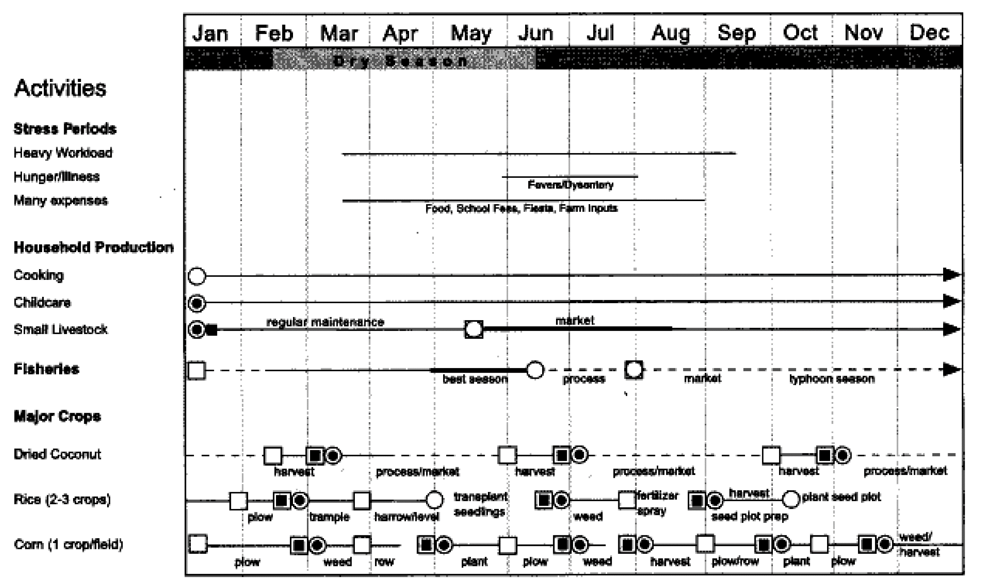 Jan Feb Mar Apr May Jun Jul Aug Sep Oct Nov Dec
Dry Season
Activities
Stress Periods
Heavy Workload
Hunger/Illness
Fevers/Dysentery
Many expenses
Food, School Fees, Fiesta, Farm Inputs
Household Production
Cooking
Childcare
regular maintenance market
Small Livestock
Fisheries
best season process market typhoon season
Major Crops
Dried Coconut
harvest process/market harvest process/market harvest process/market
Rice (2-3 crops)
transplant fertilizer harvest plant seed plot
seedlings spray
plow trample harrow/level weed seed plot prep
Corn (1 crop/field)
weed/
harvest
plow weed row plant plow weed harvest plow/row plant plow